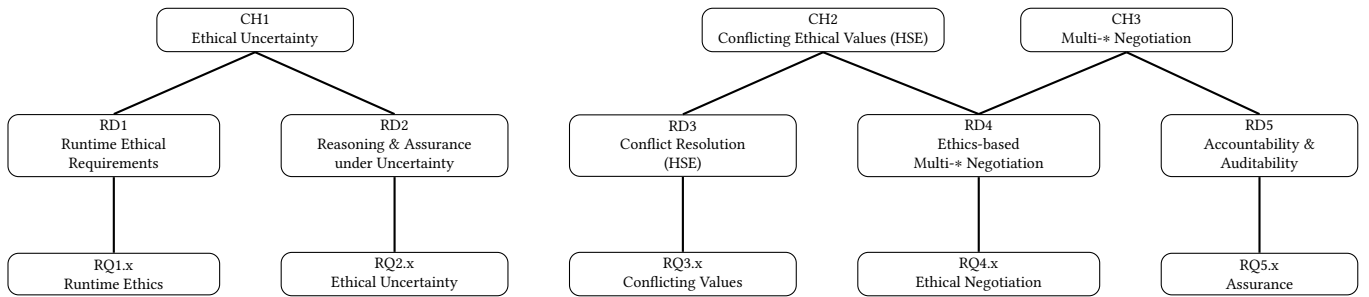 CH1
Ethical Uncertainty
CH2
Conflicting Ethical Values (HSE)
CH3
Multi-∗ Negotiation
RD1
Runtime Ethical
Requirements
RD2
Reasoning & Assurance
under Uncertainty
RD3
Conflict Resolution
(HSE)
RD4
Ethics-based
Multi-∗ Negotiation
RD5
Accountability &
Auditability
RQ1.x
Runtime Ethics
RQ2.x
Ethical Uncertainty
RQ3.x
Conflicting Values
RQ4.x
Ethical Negotiation
RQ5.x
Assurance